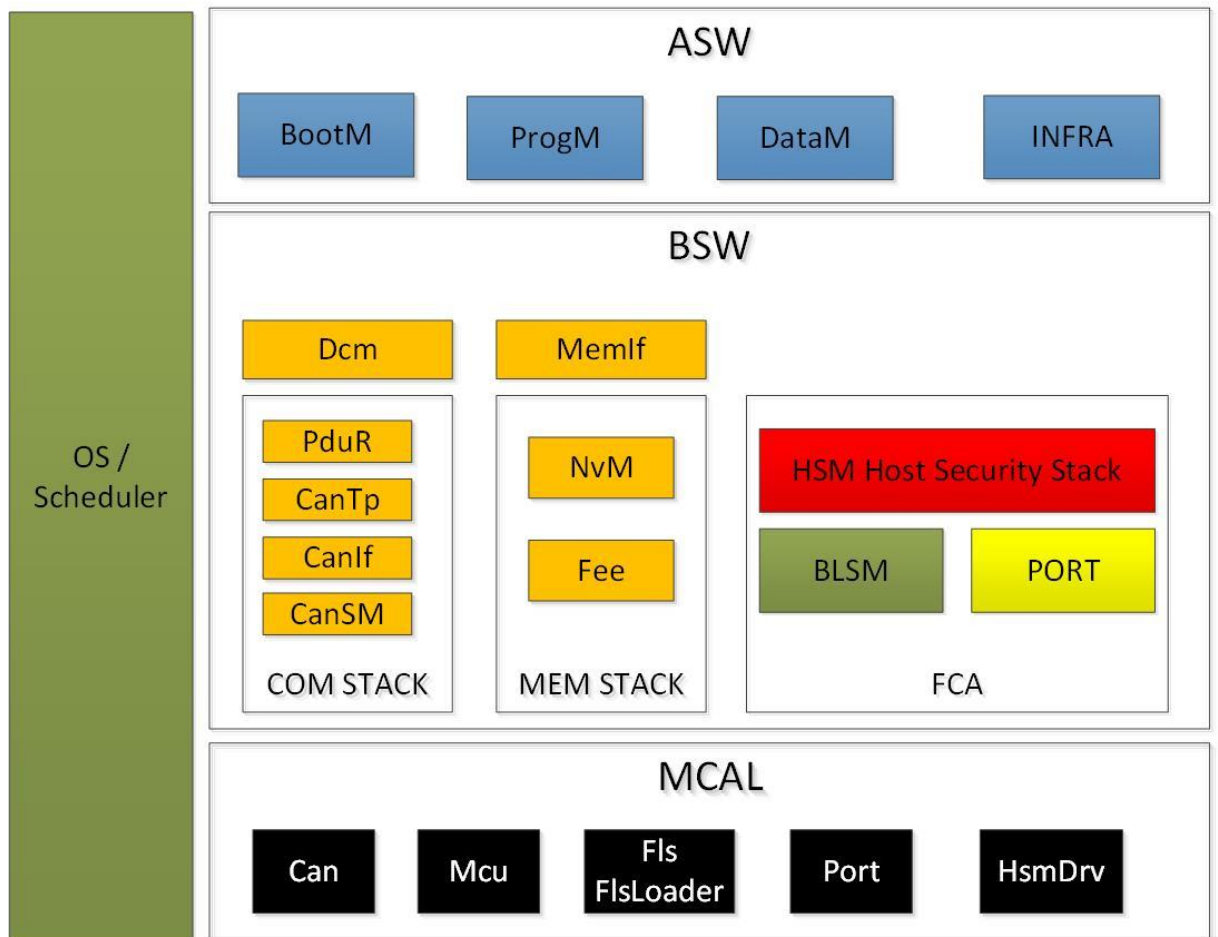 OS /
Scheduler
ASW
BootM
ProgM
DataM
INFRA
BSW
Dcm
MemIf
PduR
CanTp
CanIf
CanSM
COM STACK
NvM
Fee
MEM STACK
HSM Host Security Stack
BLSM
PORT
FCA
MCAL
Can
Mcu
Fls
FlsLoader
Port
HsmDrv